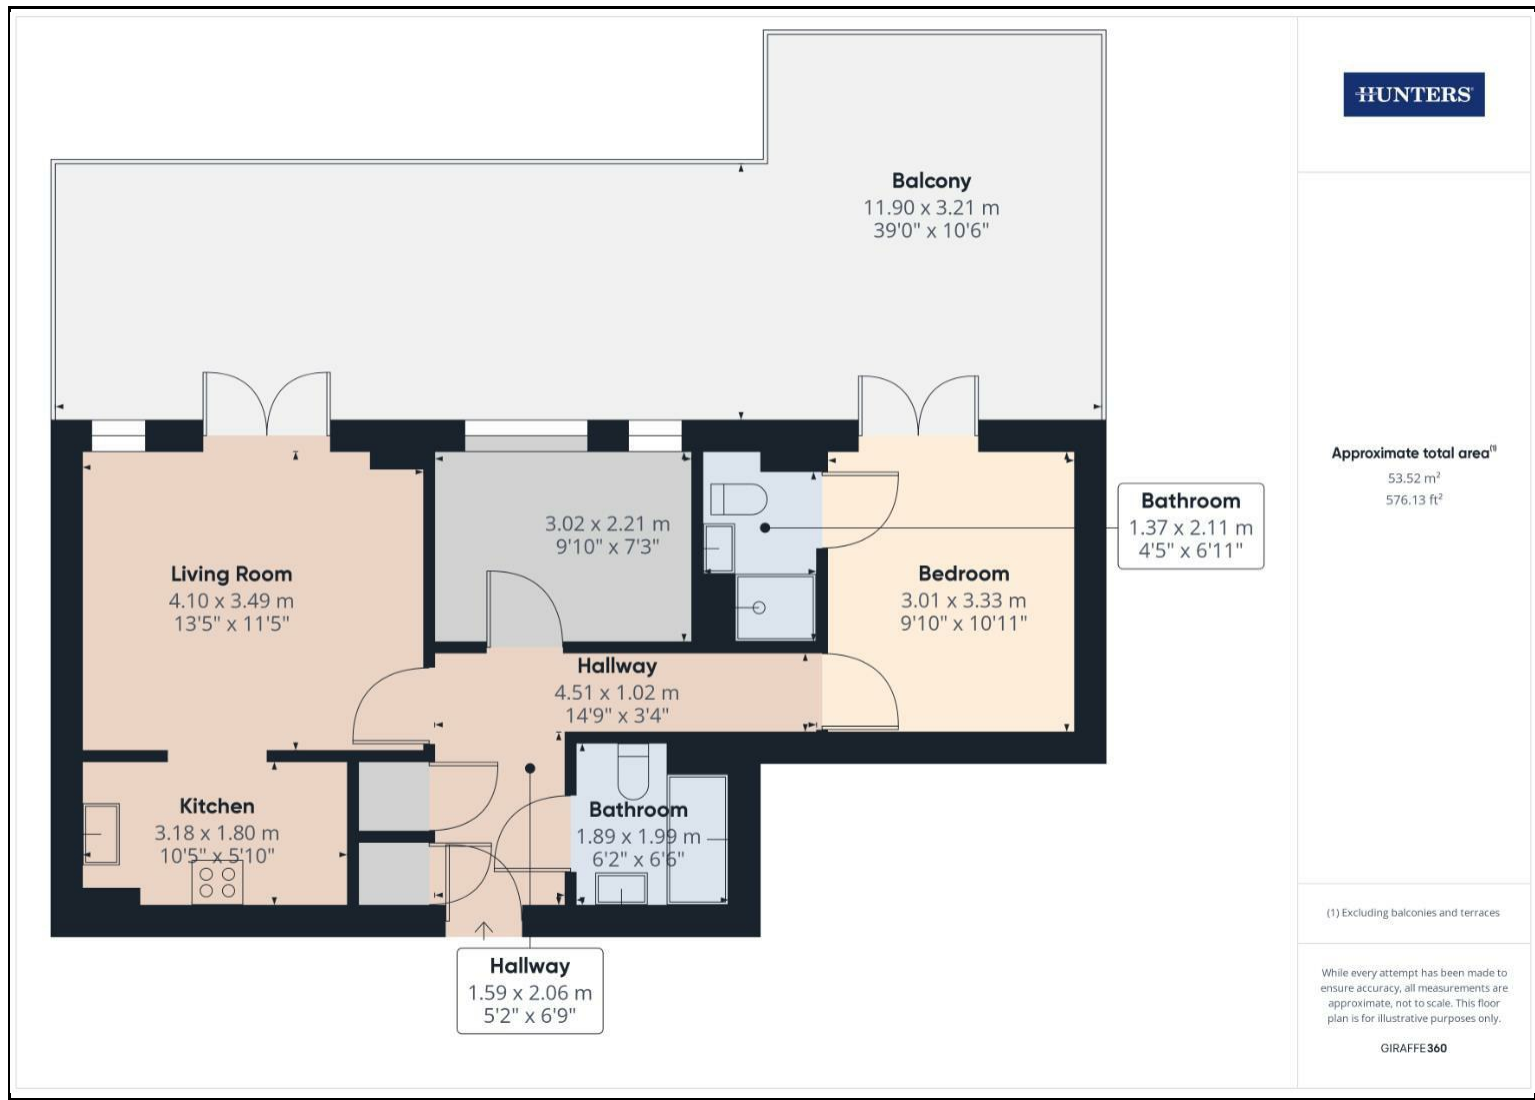 HUNTERS
Balcony
11.90 x 3.21 m
39'0" x 10'6"
Approximate total area(1)
53.52 m²
576.13 ft²
Bathroom
1.37 x 2.11 m
4'5" x 6'11"
3.02 x 2.21 m
9'10" x 7'3"
Living Room
4.10 x 3.49 m
13'5" x 11'5"
Bedroom
3.01 x 3.33 m
9'10" x 10'11"
Hallway
4.51 x 1.02 m
14'9" x 3'4"
Kitchen
3.18 x 1.80 m
10'5" x 5'10"
Bathroom
1.89 x 1.99 m
6'2" x 6'6"
Hallway
1.59 x 2.06 m
5'2" x 6'9"
(1) Excluding balconies and terraces
While every attempt has been made to
ensure accuracy, all measurements are
approximate, not to scale. This floor
plan is for illustrative purposes only.
GIRAFFE360